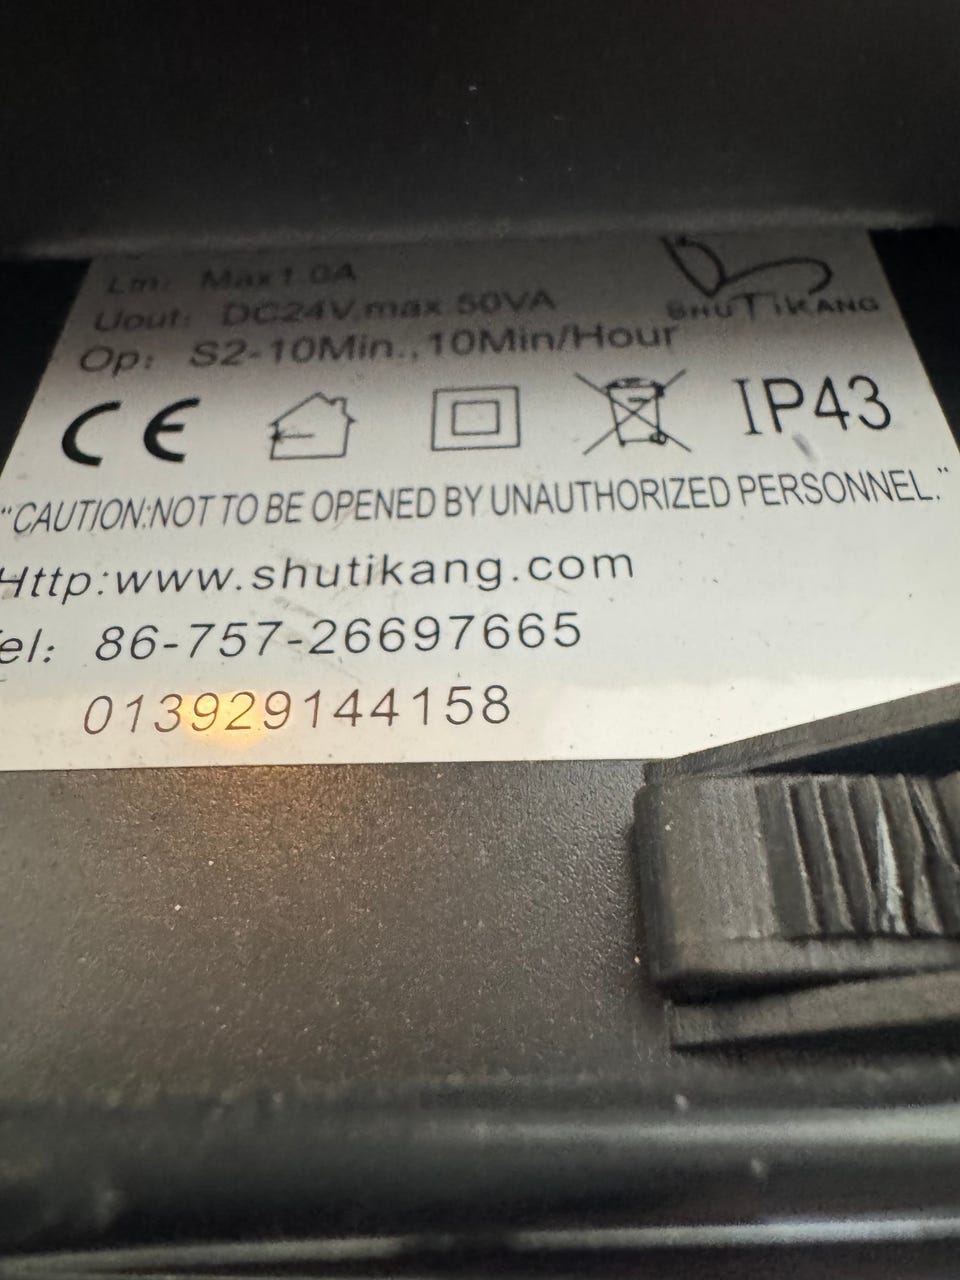 Lin: Max1.0A
Uout: DC24V,max.50VA
SHUTIKANG
Op: S2-10Min.,10Min/Hour
CE
IP43
"CAUTION:NOT TO BE OPENED BY UNAUTHORIZED PERSONNEL."
Http:www.shutikang.com
Tel: 86-757-26697665
013929144158